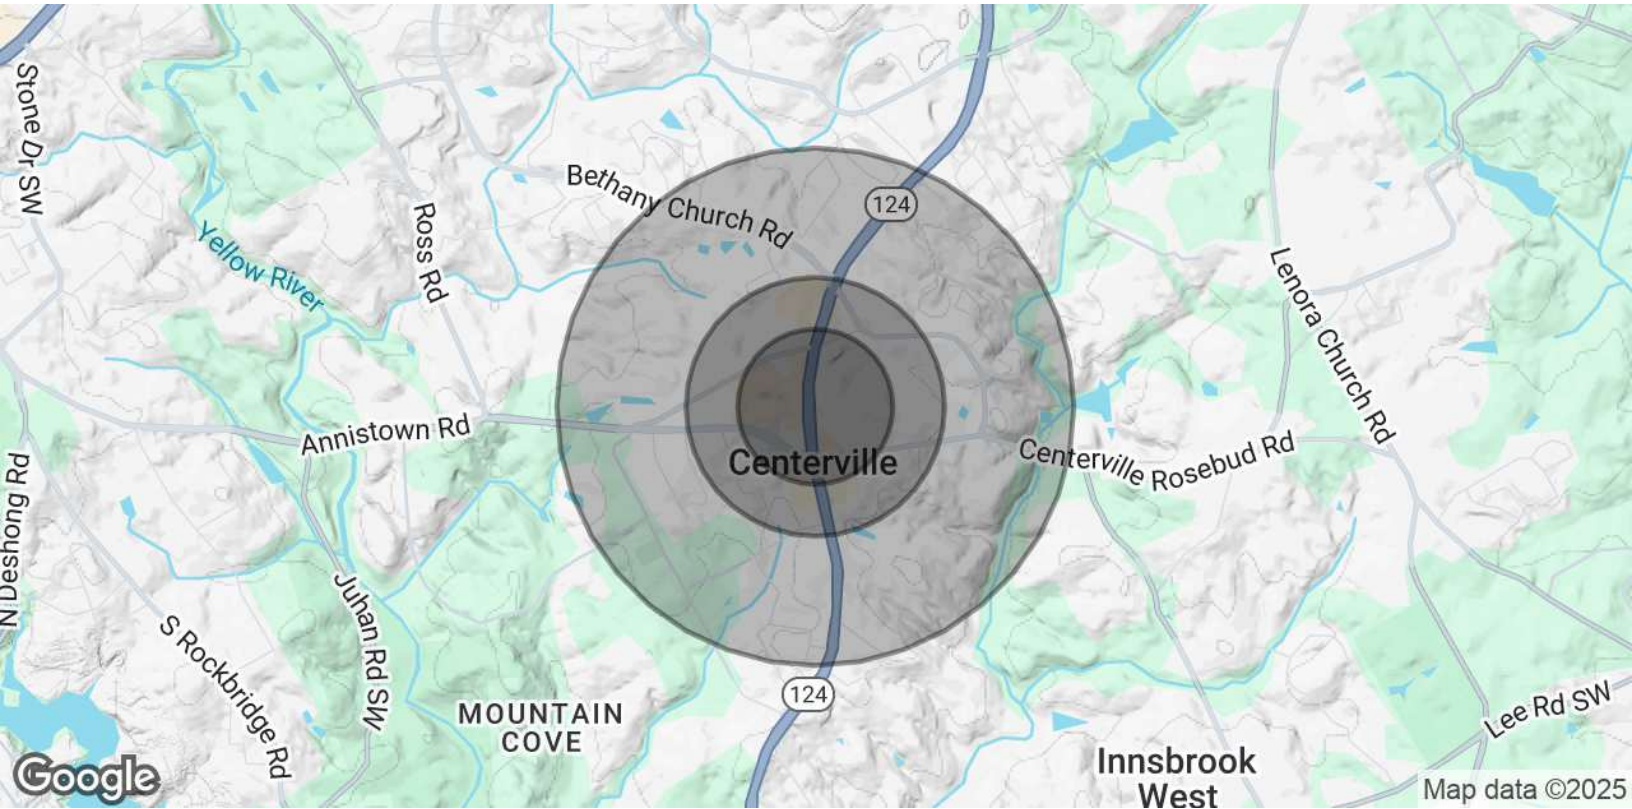 Stone Dr SW
Bethany Church Rd
124
Ross Rd
Yellow River
Lenora Church Rd
Annistown Rd
Centerville
Centerville Rosebud Rd
N Deshong Rd
Juhan Rd SW
S Rockbridge Rd
124
MOUNTAIN
COVE
Lee Rd SW
Innsbrook
West
Google
Map data ©2025